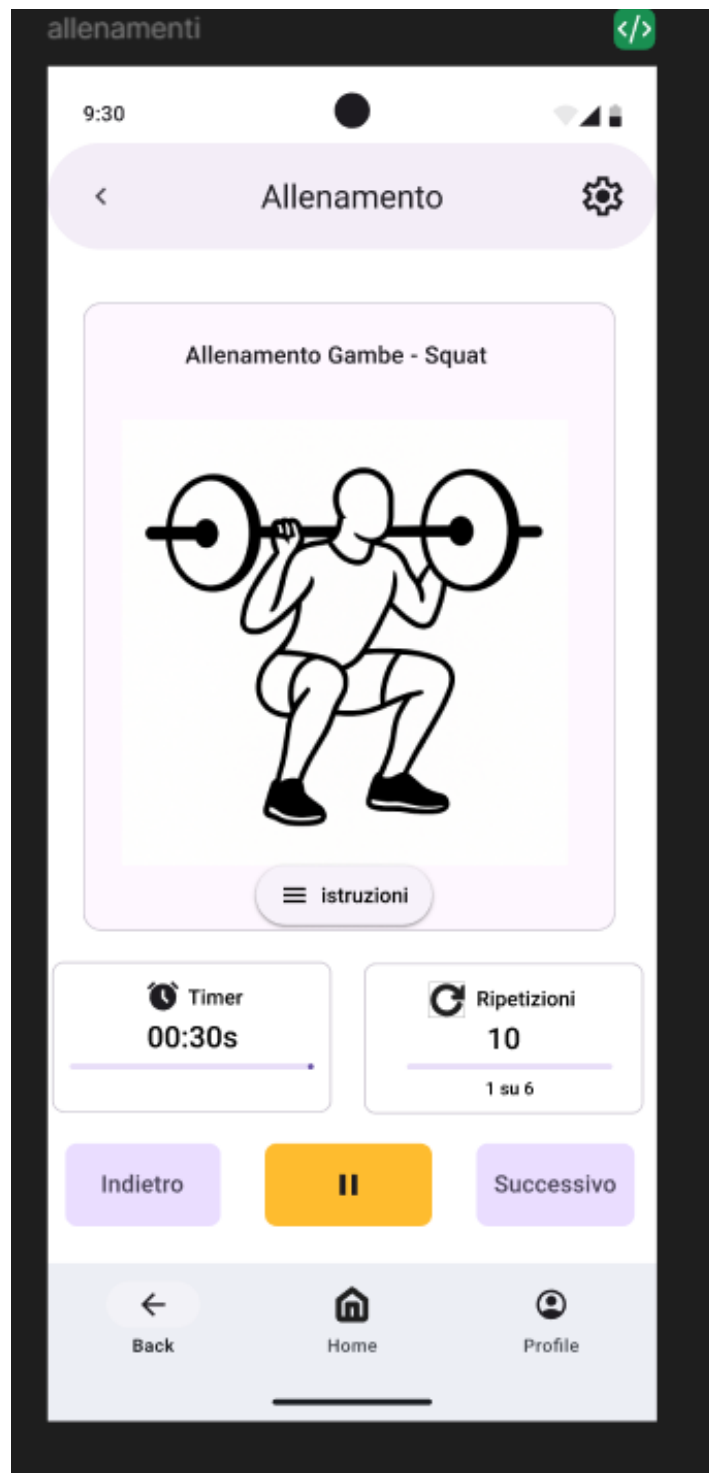 allenamenti </>
9:30
Allenamento
Allenamento Gambe - Squat
istruzioni
Timer
00:30s
Ripetizioni
10
1 su 6
Indietro
Successivo
Back
Home
Profile